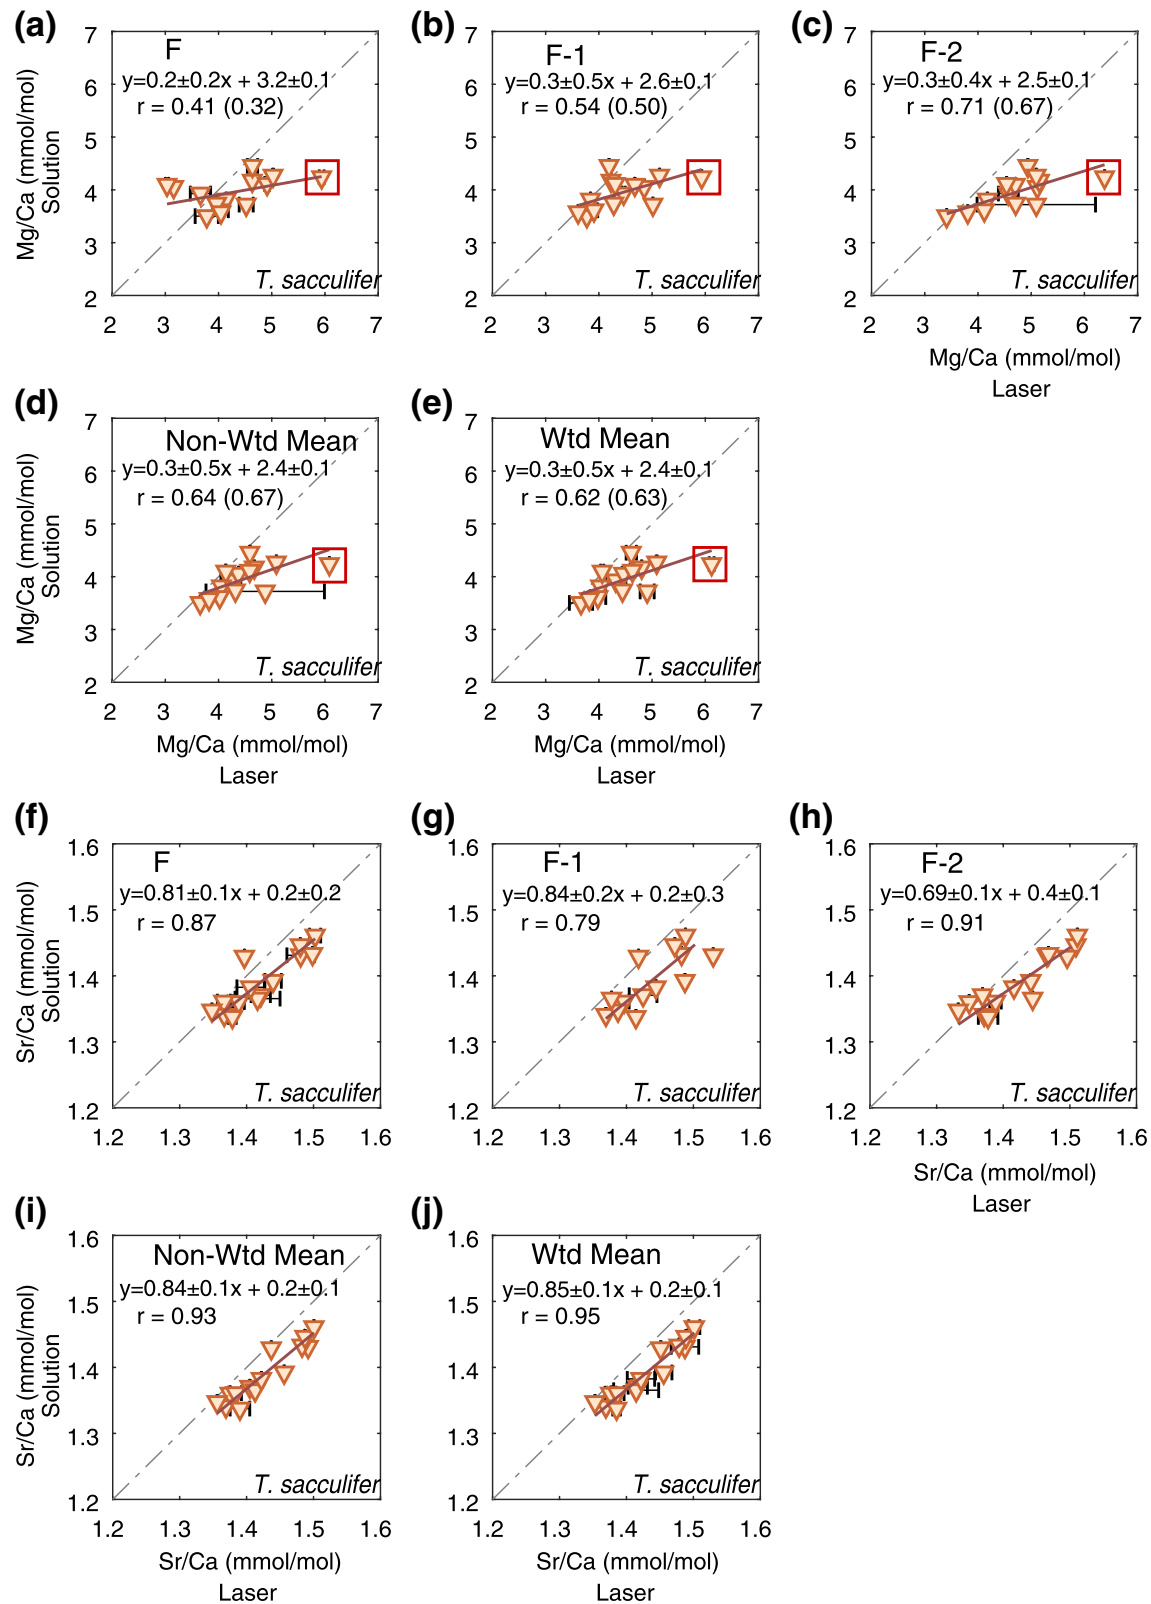 (a)
F
y=0.2±0.2x + 3.2±0.1
r = 0.41 (0.32)
T. sacculifer
7
6
5
4
3
2
2 3 4 5 6 7
Mg/Ca (mmol/mol)
Solution
(b)
F-1
y=0.3±0.5x + 2.6±0.1
r = 0.54 (0.50)
T. sacculifer
7
6
5
4
3
2
2 3 4 5 6 7
(c)
F-2
y=0.3±0.4x + 2.5±0.1
r = 0.71 (0.67)
T. sacculifer
7
6
5
4
3
2
2 3 4 5 6 7
Mg/Ca (mmol/mol)
Laser
(d)
Non-Wtd Mean
y=0.3±0.5x + 2.4±0.1
r = 0.64 (0.67)
T. sacculifer
7
6
5
4
3
2
2 3 4 5 6 7
Mg/Ca (mmol/mol)
Solution
Mg/Ca (mmol/mol)
Laser
(e)
Wtd Mean
y=0.3±0.5x + 2.4±0.1
r = 0.62 (0.63)
T. sacculifer
7
6
5
4
3
2
2 3 4 5 6 7
Mg/Ca (mmol/mol)
Laser
(f)
F
y=0.81±0.1x + 0.2±0.2
r = 0.87
T. sacculifer
1.6
1.5
1.4
1.3
1.2
1.2 1.3 1.4 1.5 1.6
Sr/Ca (mmol/mol)
Solution
(g)
F-1
y=0.84±0.2x + 0.2±0.3
r = 0.79
T. sacculifer
1.6
1.5
1.4
1.3
1.2
1.2 1.3 1.4 1.5 1.6
(h)
F-2
y=0.69±0.1x + 0.4±0.1
r = 0.91
T. sacculifer
1.6
1.5
1.4
1.3
1.2
1.2 1.3 1.4 1.5 1.6
Sr/Ca (mmol/mol)
Laser
(i)
Non-Wtd Mean
y=0.84±0.1x + 0.2±0.1
r = 0.93
T. sacculifer
1.6
1.5
1.4
1.3
1.2
1.2 1.3 1.4 1.5 1.6
Sr/Ca (mmol/mol)
Solution
Sr/Ca (mmol/mol)
Laser
(j)
Wtd Mean
y=0.85±0.1x + 0.2±0.1
r = 0.95
T. sacculifer
1.6
1.5
1.4
1.3
1.2
1.2 1.3 1.4 1.5 1.6
Sr/Ca (mmol/mol)
Laser